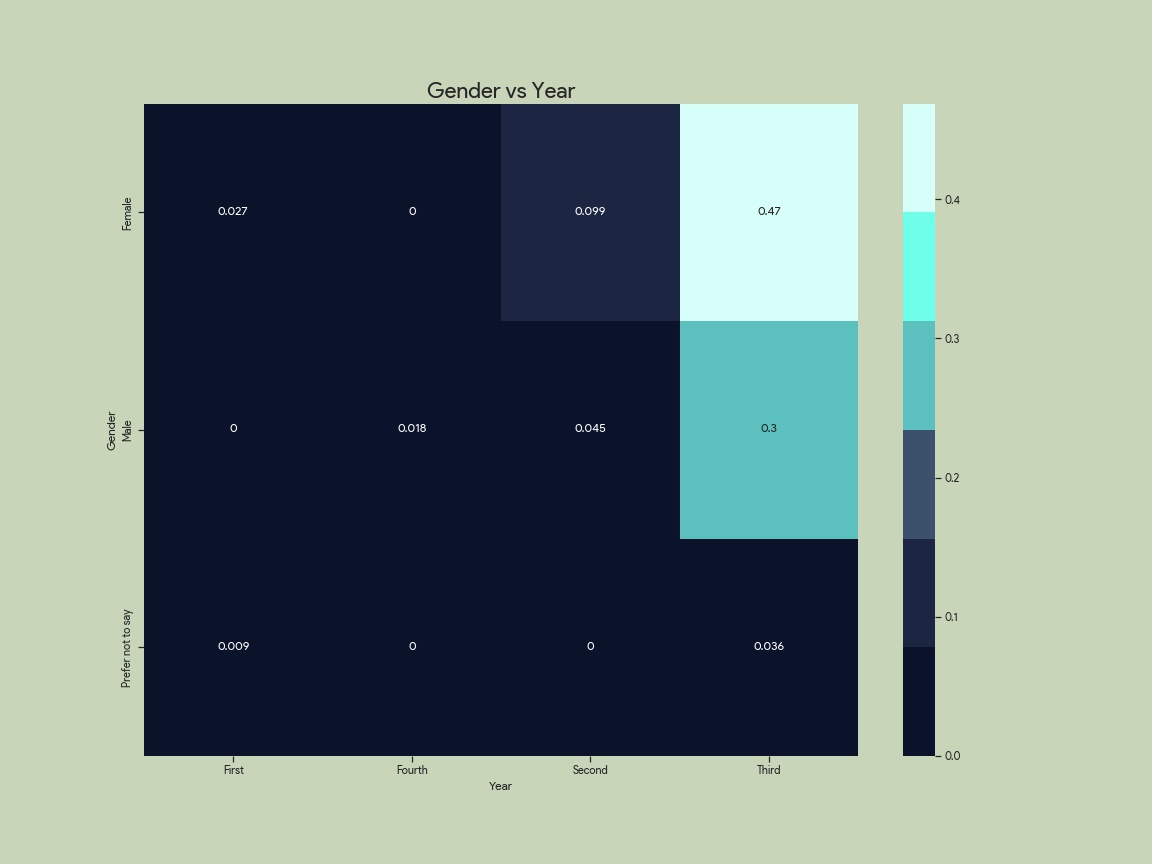 Gender vs Year
Female
0.027
0
0.099
0.47
Gender
Male
0
0.018
0.045
0.3
Prefer not to say
0.009
0
0
0.036
First
Fourth
Second
Third
Year
0.4
0.3
0.2
0.1
0.0